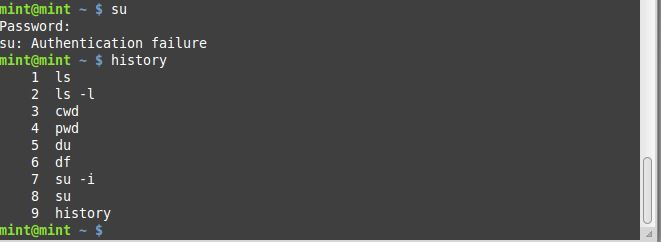 mint@mint ~ $ su
Password:
su: Authentication failure
mint@mint ~ $ history
1 ls
2 ls -l
3 cwd
4 pwd
5 du
6 df
7 su -i
8 su
9 history
mint@mint ~ $